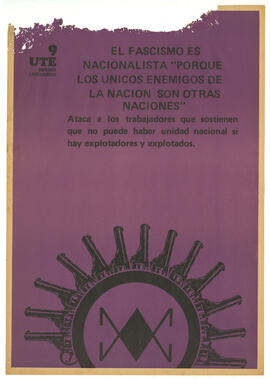 9
UTE
EL FASCISMO ES
NACIONALISTA "PORQUE
LOS UNICOS ENEMIGOS DE
LA NACION SON OTRAS
NACIONES"
Ataca a los trabajadores que sostienen
que no puede haber unidad nacional si
hay explotadores y explotados.